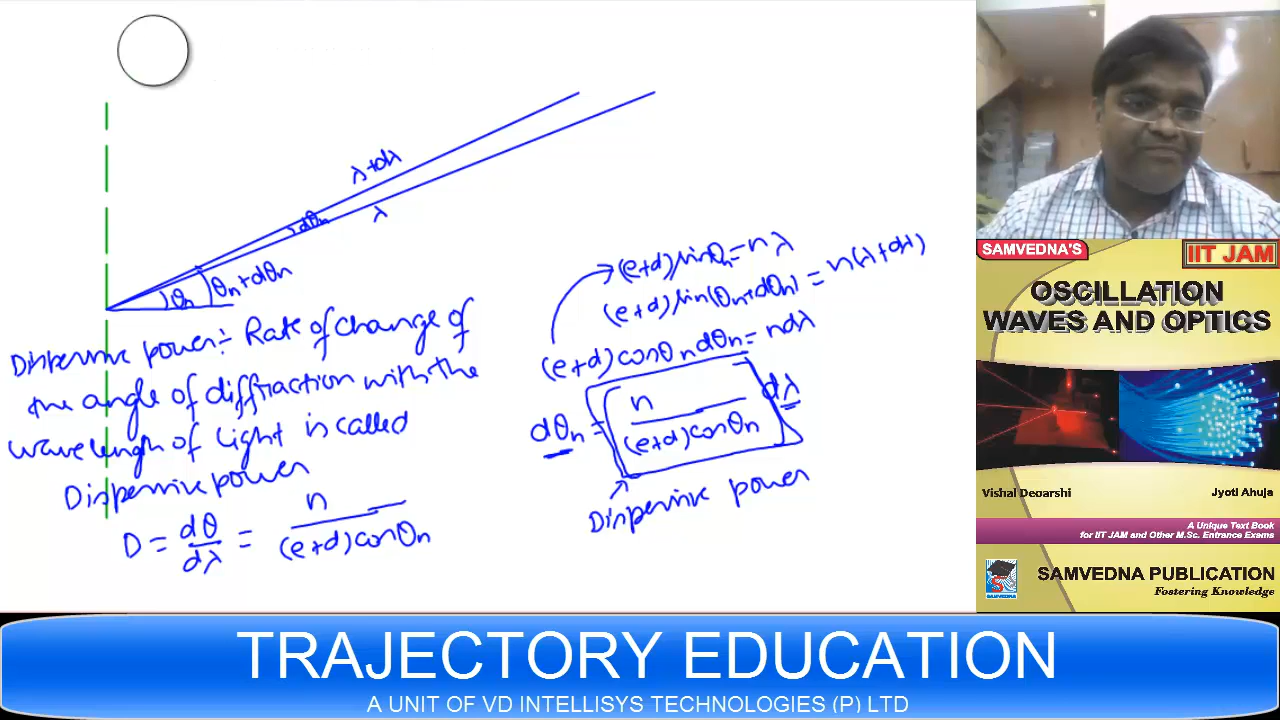 λ+dλ
dθn
λ
θn
θn+dθn
Dispersive power:- Rate of change of
the angle of diffraction with the
wavelength of light is called
Dispersive power
D = dθ/dλ = n/((e+d)cosθn)
(e+d)sinθn=nλ
(e+d)sin(θn+dθn) = n(λ+dλ)
(e+d)cosθn dθn=ndλ
dθn = [n/((e+d)cosθn)] dλ
Dispersive power
SAMVEDNA'S
IIT JAM
OSCILLATION
WAVES AND OPTICS
Vishal Deoarshi
Jyoti Ahuja
A Unique Text Book
for IIT JAM and Other M.Sc. Entrance Exams
SAMVEDNA
SAMVEDNA PUBLICATION
Fostering Knowledge
TRAJECTORY EDUCATION
A UNIT OF VD INTELLISYS TECHNOLOGIES (P) LTD